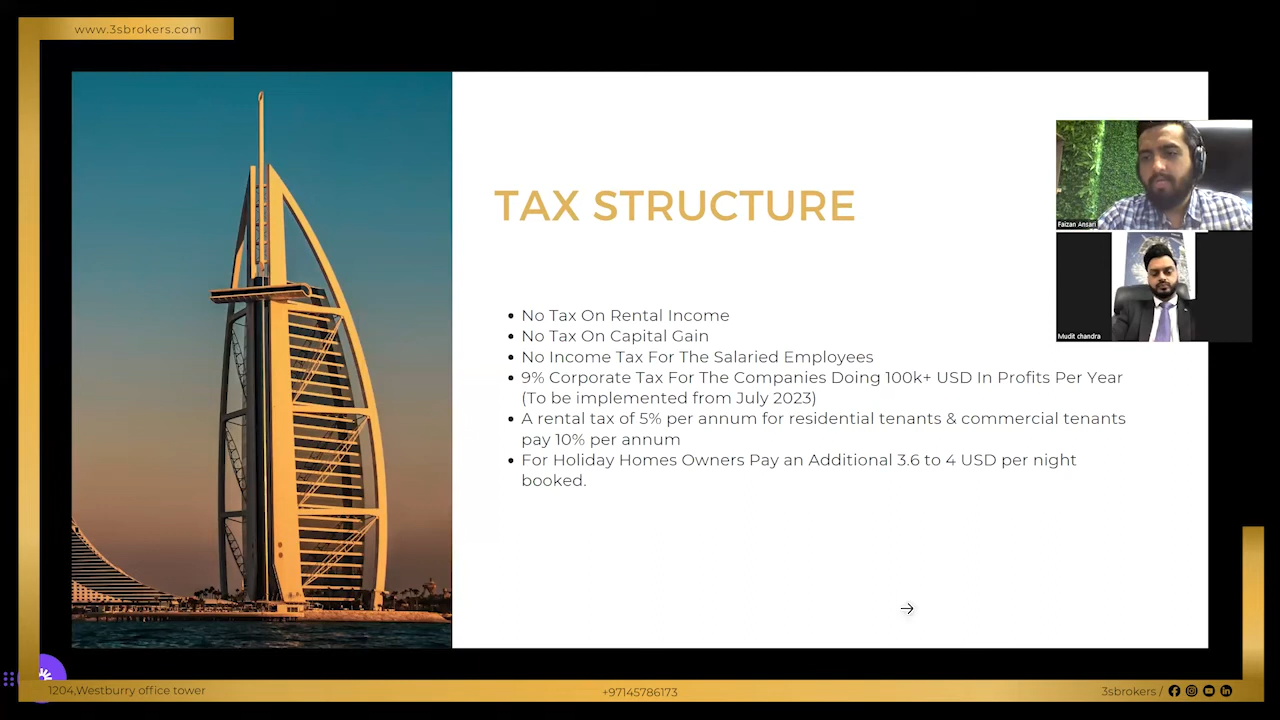 www.3sbrokers.com
TAX STRUCTURE
Faizan Ansari
Mudit chandra
No Tax On Rental Income
No Tax On Capital Gain
No Income Tax For The Salaried Employees
9% Corporate Tax For The Companies Doing 100k+ USD In Profits Per Year
(To be implemented from July 2023)
A rental tax of 5% per annum for residential tenants & commercial tenants
pay 10% per annum
For Holiday Homes Owners Pay an Additional 3.6 to 4 USD per night
booked.
1204,Westburry office tower
+97145786173
3sbrokers /